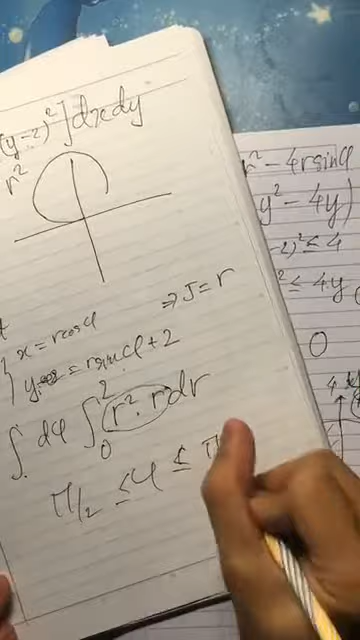 (y-2)²]dxdy
r²
⇒ J = r
x = rcosφ
y = rsinφ + 2
∫ dφ ∫₀² r². r dr
π/2 ≤ φ ≤ π
r² - 4rsinφ
y² - 4y)
-2)² ≤ 4
² ≤ 4y
0
4